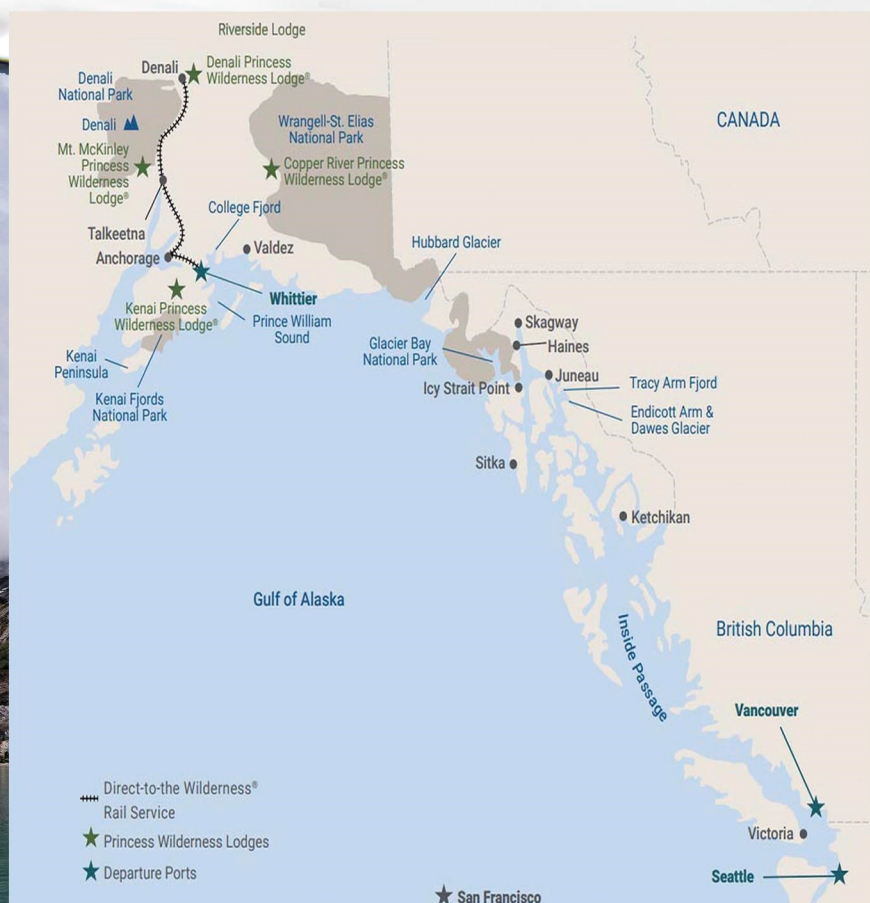 Riverside Lodge
Denali
Denali Princess
Wilderness Lodge®
Denali
National Park
Denali
Wrangell-St. Elias
National Park
CANADA
Mt. McKinley
Princess
Wilderness
Lodge®
Copper River Princess
Wilderness Lodge®
College Fjord
Talkeetna
Anchorage
Valdez
Hubbard Glacier
Whittier
Kenai Princess
Wilderness Lodge®
Prince William
Sound
Skagway
Haines
Glacier Bay
National Park
Kenai
Peninsula
Juneau
Icy Strait Point
Tracy Arm Fjord
Kenai Fjords
National Park
Endicott Arm &
Dawes Glacier
Sitka
Ketchikan
Gulf of Alaska
Inside Passage
British Columbia
Vancouver
Direct-to-the Wilderness®
Rail Service
Princess Wilderness Lodges
Departure Ports
Victoria
Seattle
San Francisco